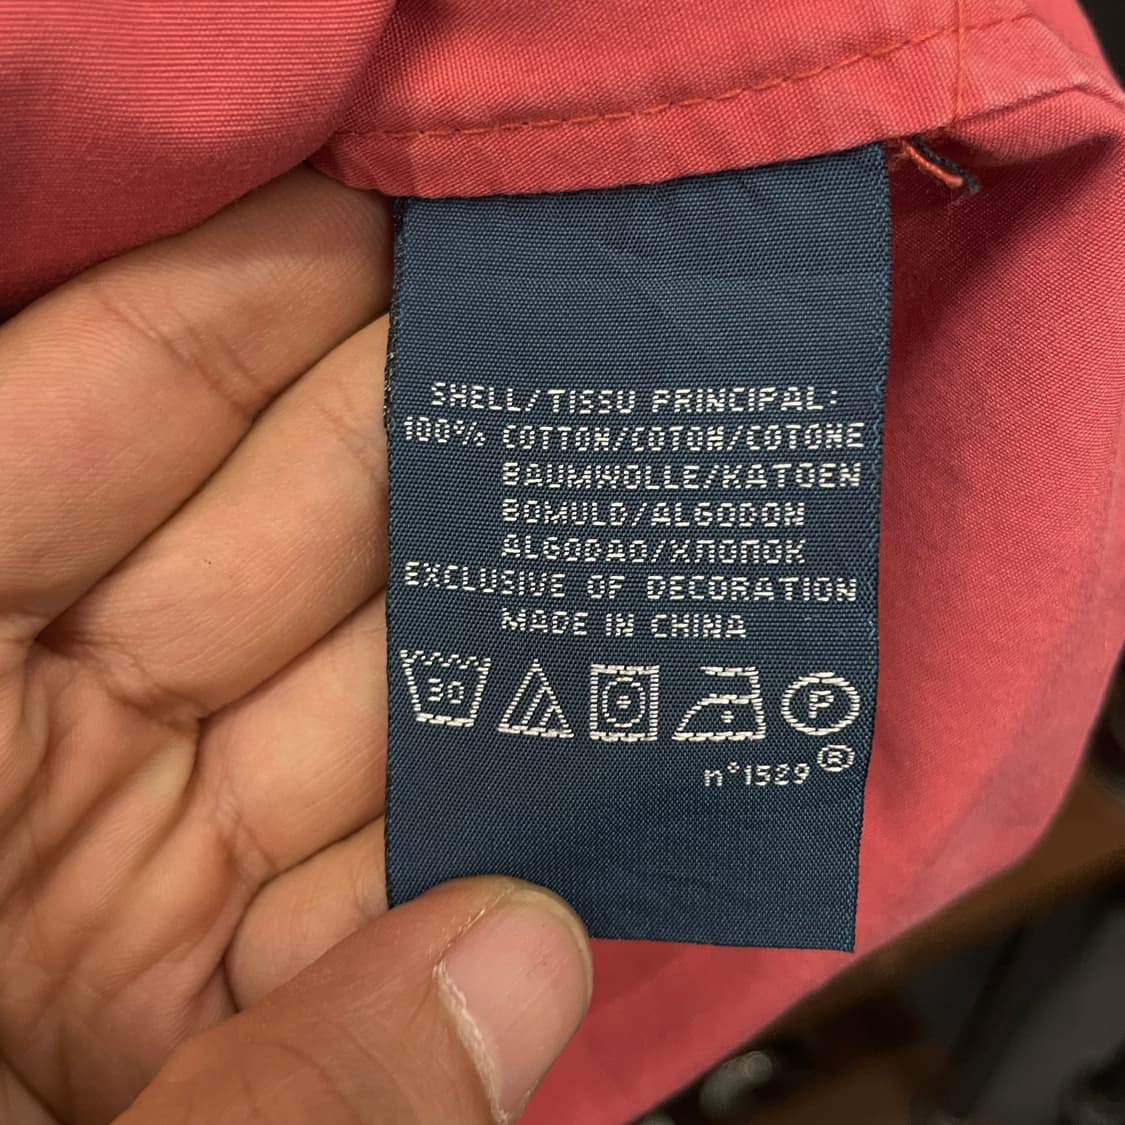 SHELL/TISSU PRINCIPAL:
100% COTTON/COTON/COTONE
BAUMWOLLE/KATOEN
BOMULD/ALGODON
ALGODAO/ХЛОПОК
EXCLUSIVE OF DECORATION
MADE IN CHINA
30
P
n°1529 ®